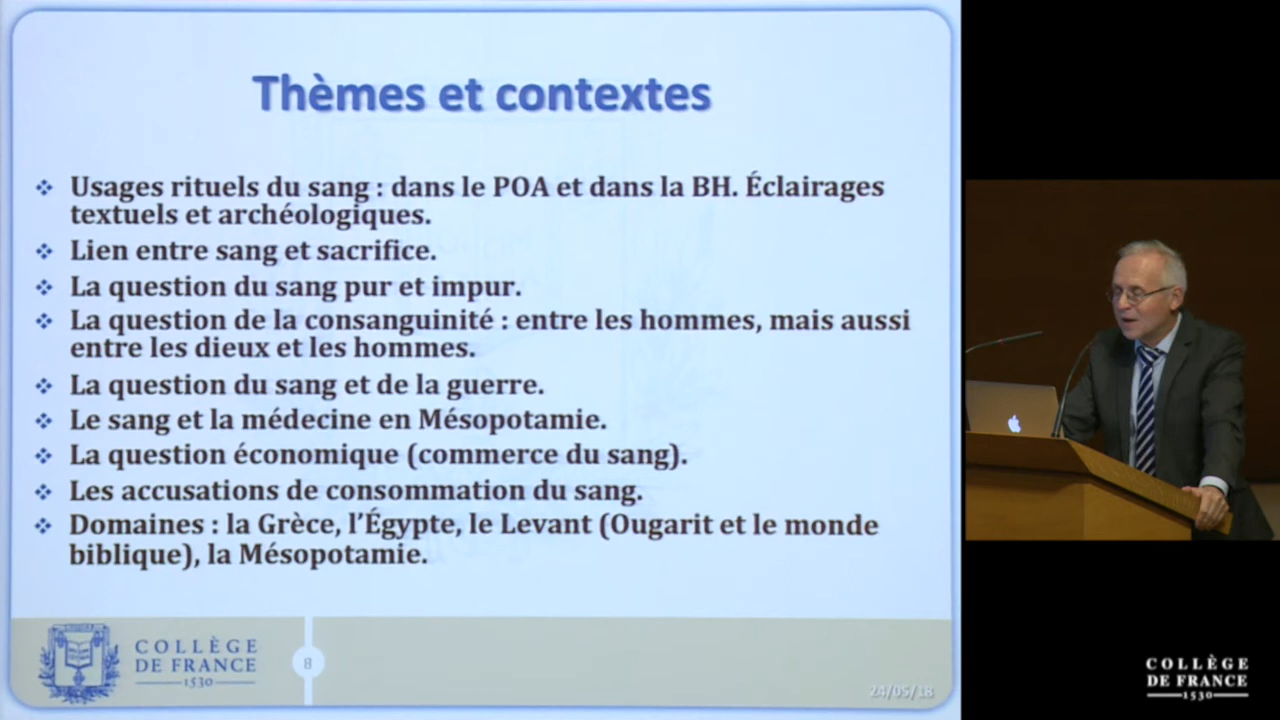 Thèmes et contextes
Usages rituels du sang : dans le POA et dans la BH. Éclairages
textuels et archéologiques.
Lien entre sang et sacrifice.
La question du sang pur et impur.
La question de la consanguinité : entre les hommes, mais aussi
entre les dieux et les hommes.
La question du sang et de la guerre.
Le sang et la médecine en Mésopotamie.
La question économique (commerce du sang).
Les accusations de consommation du sang.
Domaines : la Grèce, l'Égypte, le Levant (Ougarit et le monde
biblique), la Mésopotamie.
COLLÈGE
DE FRANCE
1530
8
24/05/18
COLLÈGE
DE FRANCE
1530